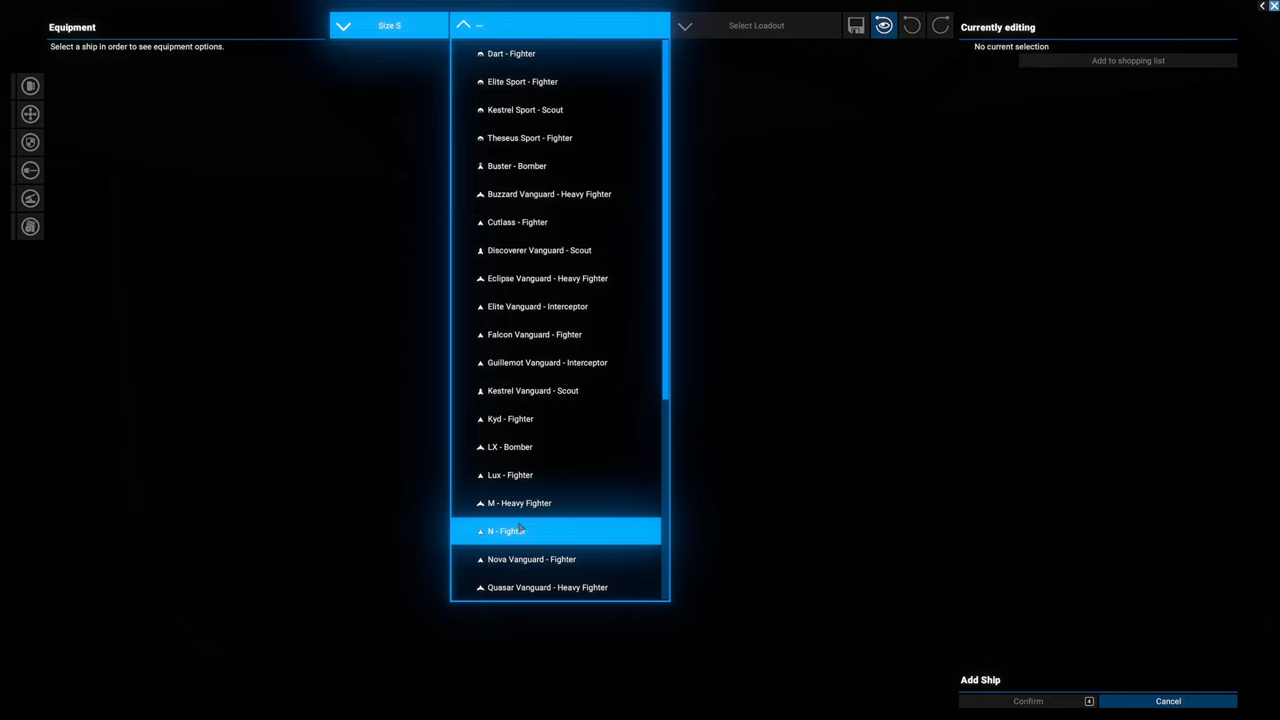 Equipment
Select a ship in order to see equipment options.
Size S
--
Select Loadout
Currently editing
No current selection
Add to shopping list
Dart - Fighter
Elite Sport - Fighter
Kestrel Sport - Scout
Theseus Sport - Fighter
Buster - Bomber
Buzzard Vanguard - Heavy Fighter
Cutlass - Fighter
Discoverer Vanguard - Scout
Eclipse Vanguard - Heavy Fighter
Elite Vanguard - Interceptor
Falcon Vanguard - Fighter
Guillemot Vanguard - Interceptor
Kestrel Vanguard - Scout
Kyd - Fighter
LX - Bomber
Lux - Fighter
M - Heavy Fighter
N - Fighter
Nova Vanguard - Fighter
Quasar Vanguard - Heavy Fighter
Add Ship
Confirm
4
Cancel